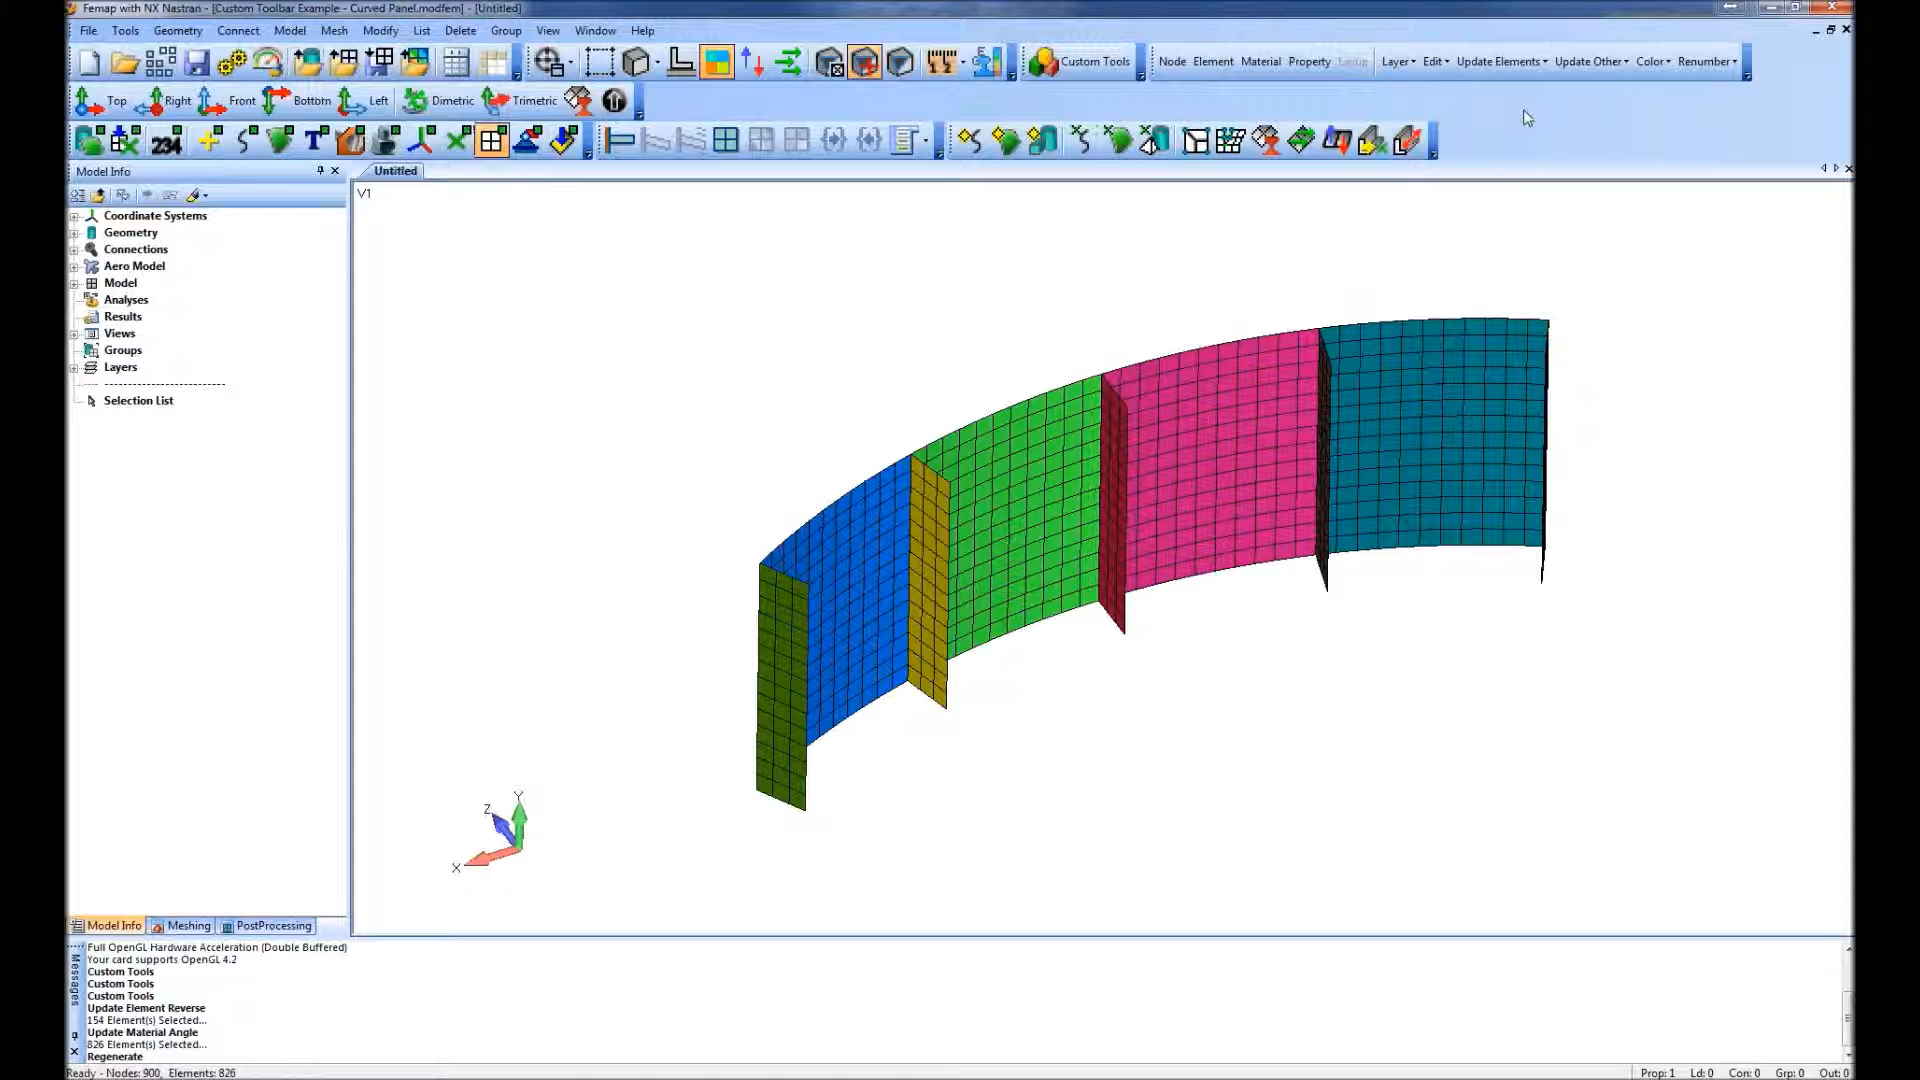 Femap with NX Nastran - [Custom Toolbar Example - Curved Panel.modfem] - [Untitled]
File Tools Geometry Connect Model Mesh Modify List Delete Group View Window Help
Custom Tools Node Element Material Property Layup Layer Edit Update Elements Update Other Color Renumber
Top Right Front Bottom Left Dimetric Trimetric
234 T
Model Info
Untitled
V1
Coordinate Systems
Geometry
Connections
Aero Model
Model
Analyses
Results
Views
Groups
Layers
Selection List
Y
Z
X
Model Info Meshing PostProcessing
Messages
Full OpenGL Hardware Acceleration (Double Buffered)
Your card supports OpenGL 4.2
Custom Tools
Custom Tools
Custom Tools
Update Element Reverse
154 Element(s) Selected...
Update Material Angle
826 Element(s) Selected...
Regenerate
Ready - Nodes: 900, Elements: 826
Prop: 1 Ld: 0 Con: 0 Grp: 0 Out: 0